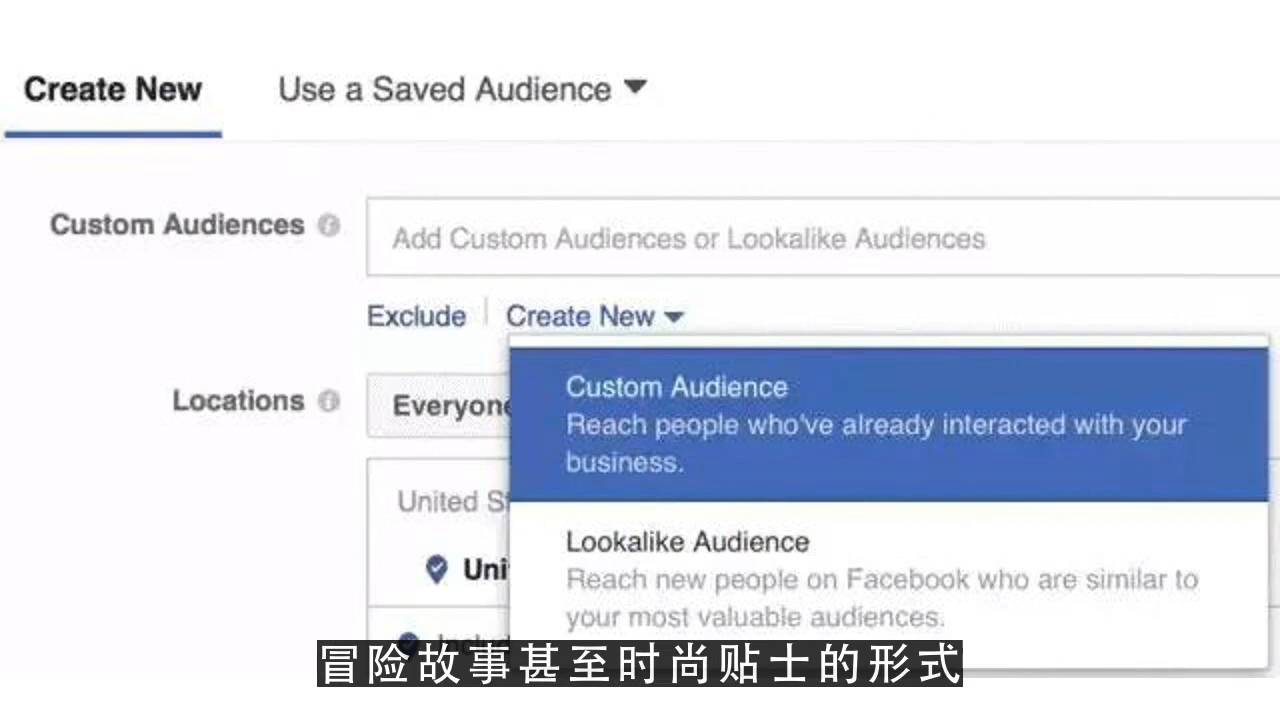 Create New
Use a Saved Audience
Custom Audiences
Add Custom Audiences or Lookalike Audiences
Exclude
Create New
Custom Audience
Reach people who've already interacted with your
business.
Locations
Everyone
United
Lookalike Audience
Reach new people on Facebook who are similar to
your most valuable audiences.
冒险故事甚至时尚贴士的形式